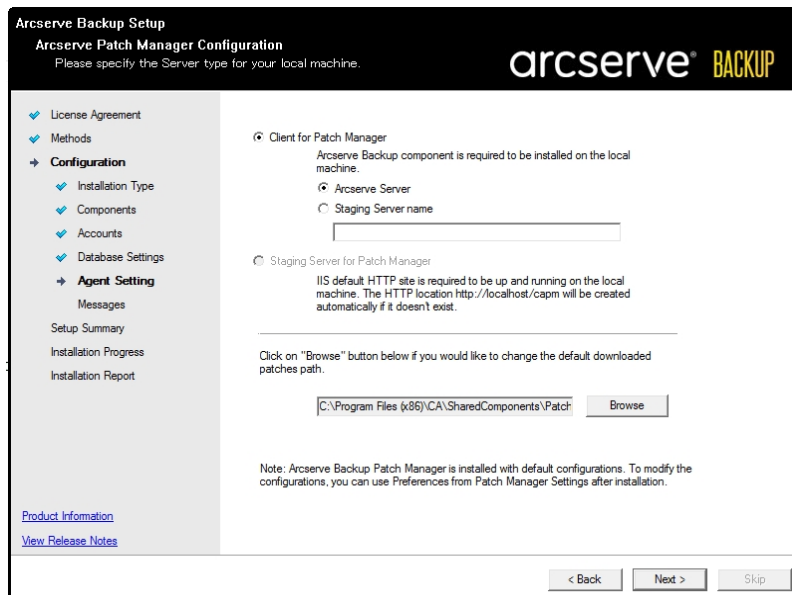 Arcserve Backup Setup
Arcserve Patch Manager Configuration
Please specify the Server type for your local machine.
arcserve® BACKUP
License Agreement
Methods
Configuration
Installation Type
Components
Accounts
Database Settings
Agent Setting
Messages
Setup Summary
Installation Progress
Installation Report
Product Information
View Release Notes
Client for Patch Manager
Arcserve Backup component is required to be installed on the local
machine.
Arcserve Server
Staging Server name
Staging Server for Patch Manager
IIS default HTTP site is required to be up and running on the local
machine. The HTTP location http://localhost/capm will be created
automatically if it doesn't exist.
Click on "Browse" button below if you would like to change the default downloaded
patches path.
C:\Program Files (x86)\CA\SharedComponents\Patch
Browse
Note: Arcserve Backup Patch Manager is installed with default configurations. To modify the
configurations, you can use Preferences from Patch Manager Settings after installation.
< Back
Next >
Skip